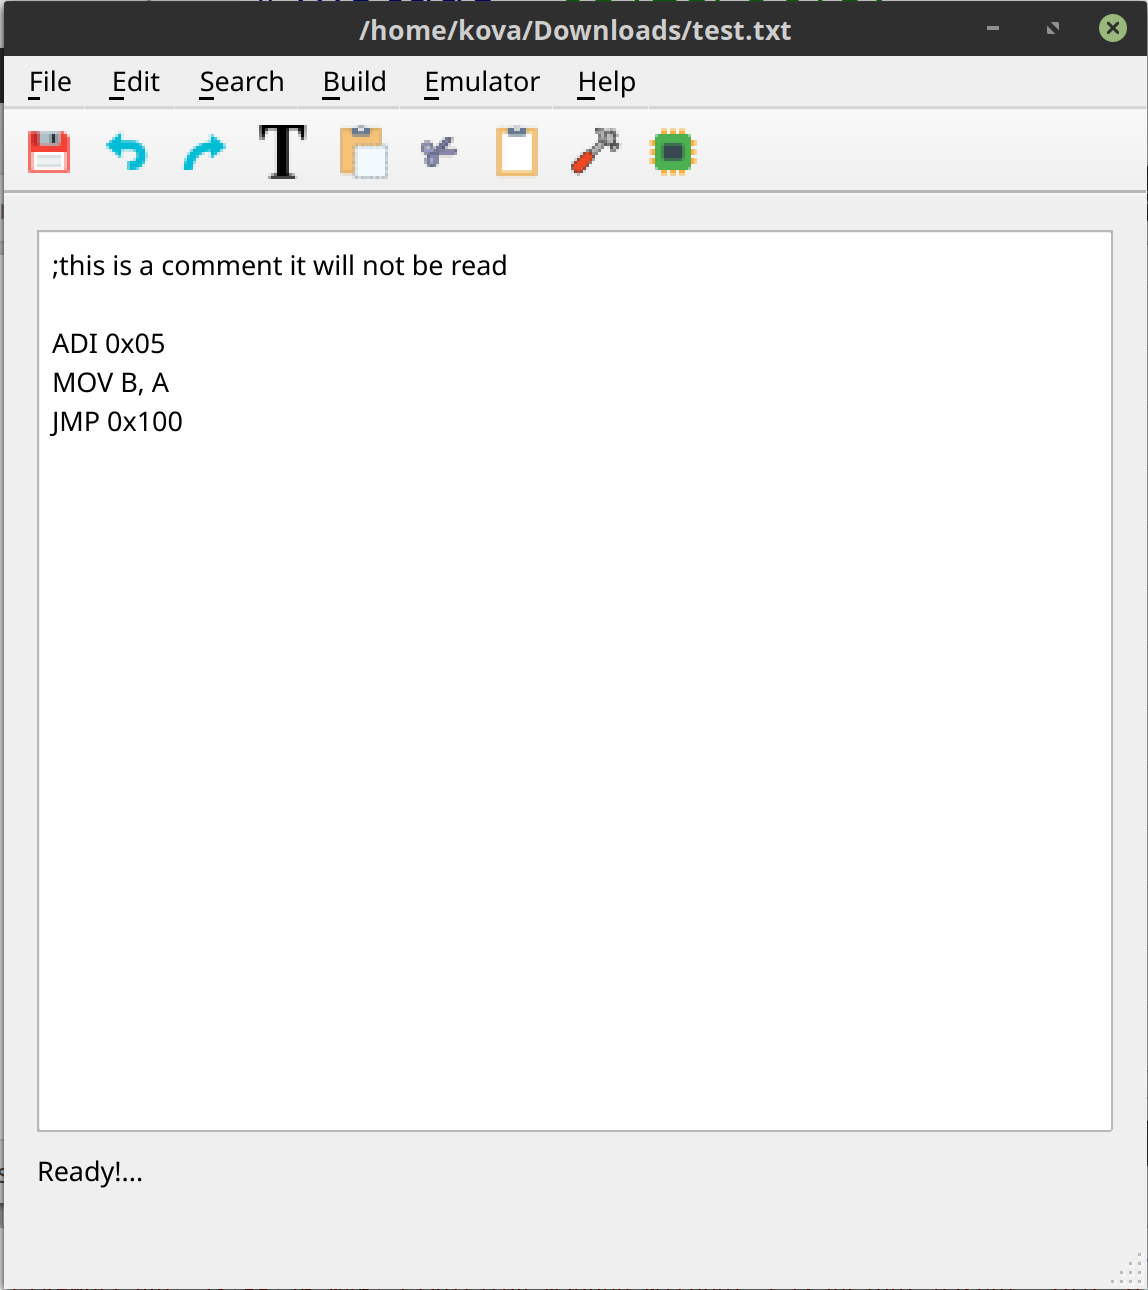 /home/kova/Downloads/test.txt
File Edit Search Build Emulator Help
T
;this is a comment it will not be read
ADI 0x05
MOV B, A
JMP 0x100
Ready!...